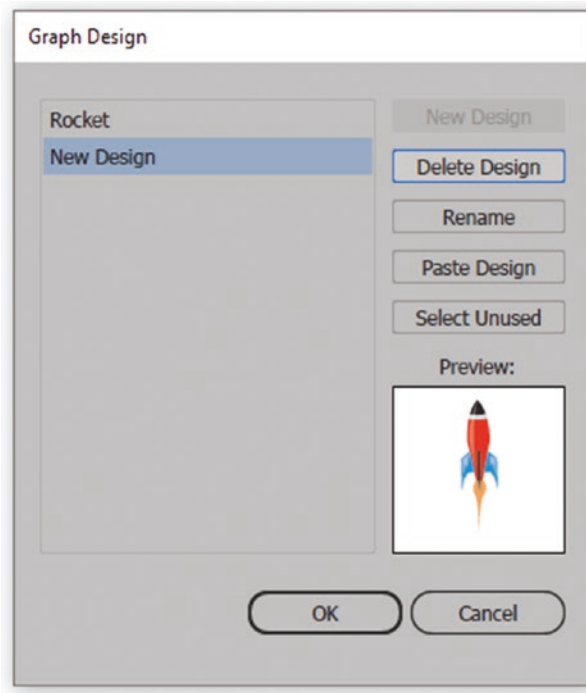 Graph Design
Rocket
New Design
New Design
Delete Design
Rename
Paste Design
Select Unused
Preview:
OK
Cancel